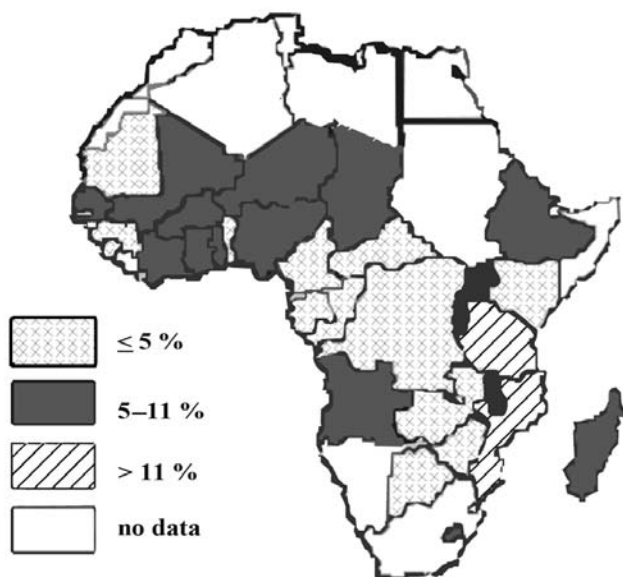 ≤ 5 %
5–11 %
> 11 %
no data